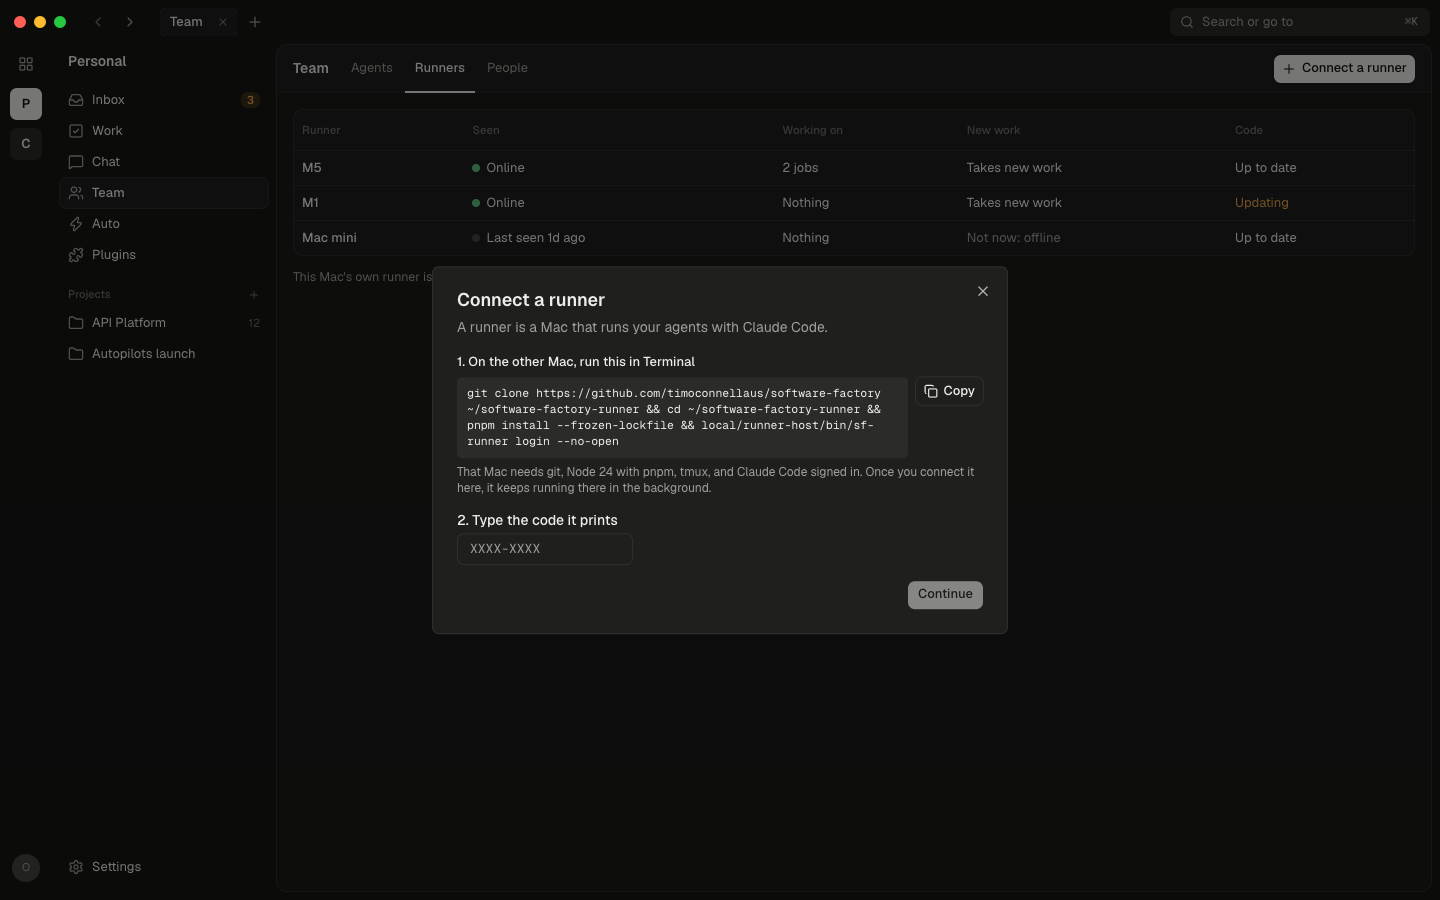 Team
Search or go to ⌘K
Personal
P
C
Inbox 3
Work
Chat
Team
Auto
Plugins
Projects
API Platform 12
Autopilots launch
O
Settings
Team Agents Runners People
Connect a runner
Runner Seen Working on New work Code
M5 Online 2 jobs Takes new work Up to date
M1 Online Nothing Takes new work Updating
Mac mini Last seen 1d ago Nothing Not now: offline Up to date
This Mac's own runner is
Connect a runner
A runner is a Mac that runs your agents with Claude Code.
1. On the other Mac, run this in Terminal
git clone https://github.com/timoconnellaus/software-factory
~/software-factory-runner && cd ~/software-factory-runner &&
pnpm install --frozen-lockfile && local/runner-host/bin/sf-
runner login --no-open
Copy
That Mac needs git, Node 24 with pnpm, tmux, and Claude Code signed in. Once you connect it
here, it keeps running there in the background.
2. Type the code it prints
XXXX-XXXX
Continue